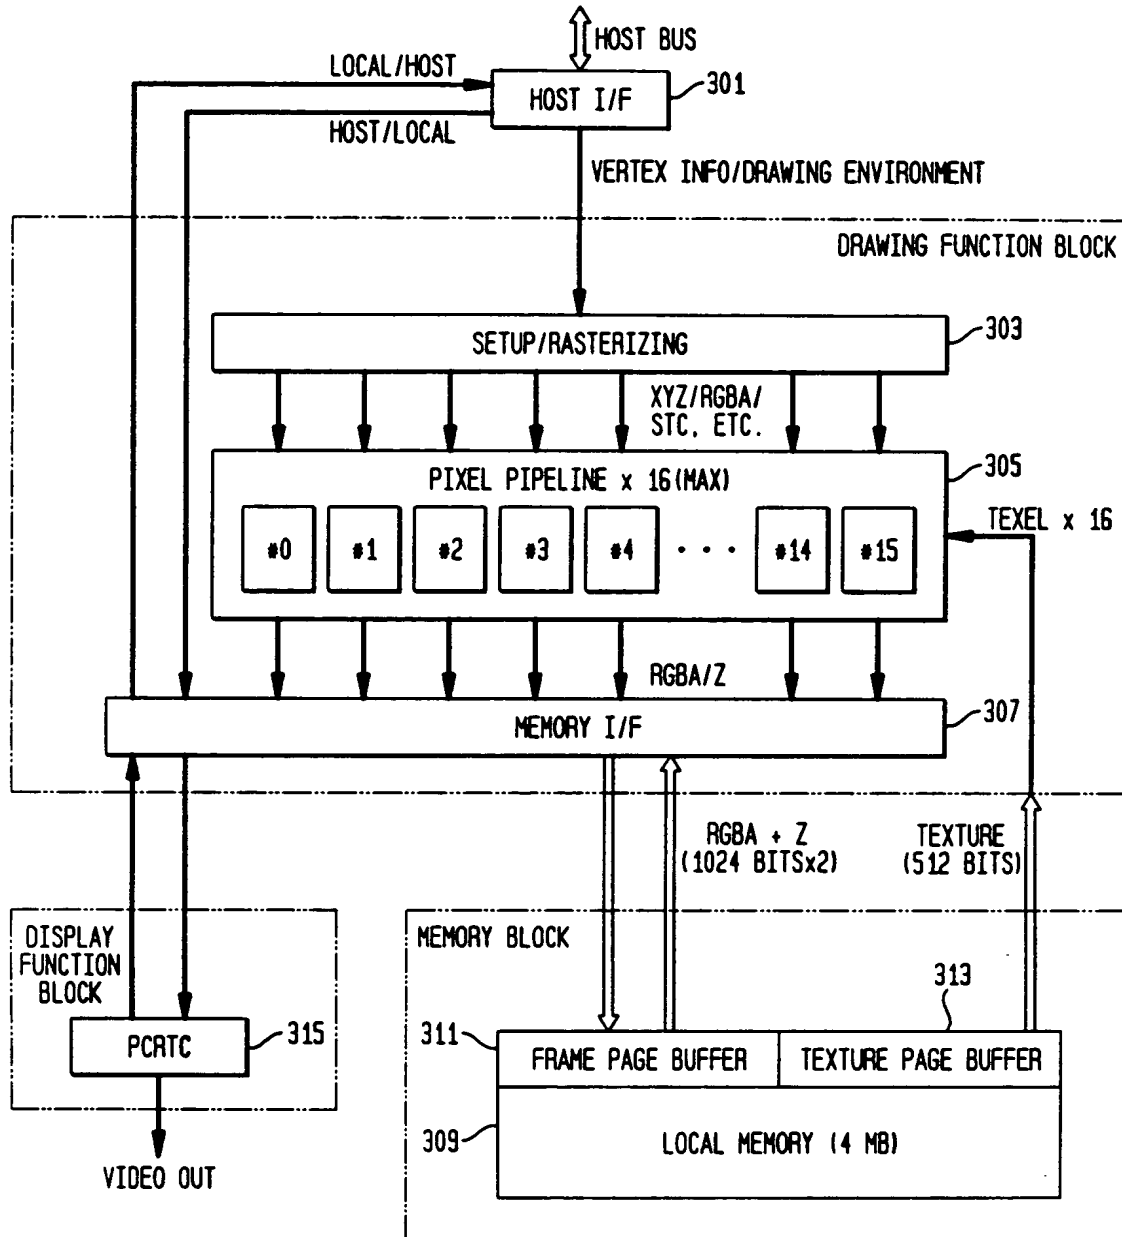 HOST BUS
LOCAL/HOST
HOST I/F
301
HOST/LOCAL
VERTEX INFO/DRAWING ENVIRONMENT
DRAWING FUNCTION BLOCK
SETUP/RASTERIZING
303
XYZ/RGBA/
STC, ETC.
PIXEL PIPELINE x 16(MAX)
305
TEXEL x 16
#0
#1
#2
#3
#4
. . .
#14
#15
RGBA/Z
MEMORY I/F
307
RGBA + Z
(1024 BITSx2)
TEXTURE
(512 BITS)
DISPLAY
FUNCTION
BLOCK
MEMORY BLOCK
313
PCRTC
315
311
FRAME PAGE BUFFER
TEXTURE PAGE BUFFER
309
LOCAL MEMORY (4 MB)
VIDEO OUT